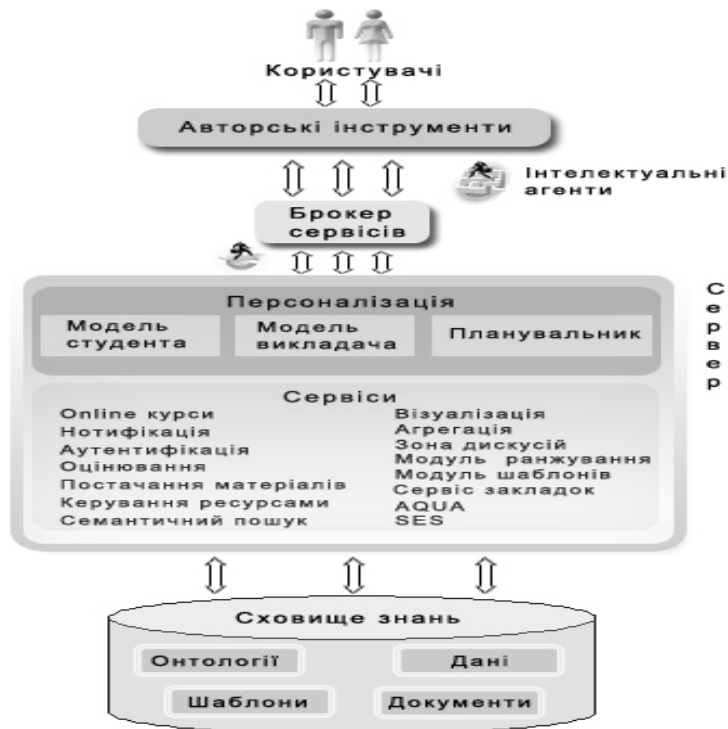 Користувачі
Авторські інструменти
Інтелектуальні
агенти
Брокер
сервісів
Сервер
Персоналізація
Модель
студента
Модель
викладача
Планувальник
Сервіси
Online курси
Нотифікація
Аутентифікація
Оцінювання
Постачання матеріалів
Керування ресурсами
Семантичний пошук
Візуалізація
Агрегація
Зона дискусій
Модуль ранжування
Модуль шаблонів
Сервіс закладок
AQUA
SES
Сховище знань
Онтології
Дані
Шаблони
Документи